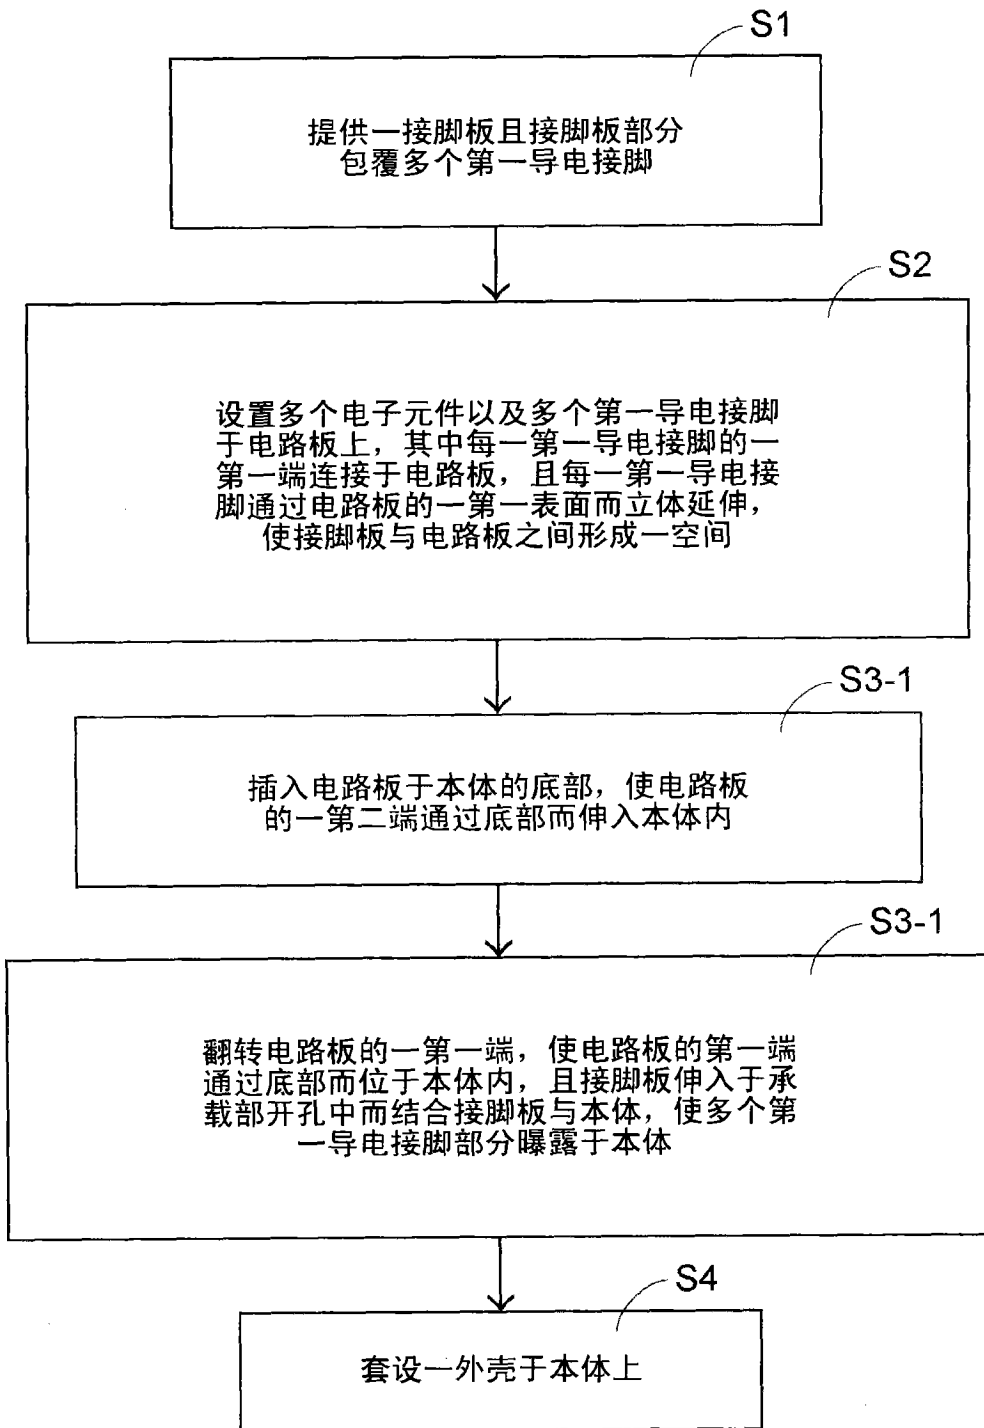 S1
提供一接脚板且接脚板部分
包覆多个第一导电接脚
S2
设置多个电子元件以及多个第一导电接脚
于电路板上，其中每一第一导电接脚的一
第一端连接于电路板，且每一第一导电接
脚通过电路板的一第一表面而立体延伸，
使接脚板与电路板之间形成一空间
S3-1
插入电路板于本体的底部，使电路板
的一第二端通过底部而伸入本体内
S3-1
翻转电路板的一第一端，使电路板的第一端
通过底部而位于本体内，且接脚板伸入于承
载部开孔中而结合接脚板与本体，使多个第
一导电接脚部分曝露于本体
S4
套设一外壳于本体上